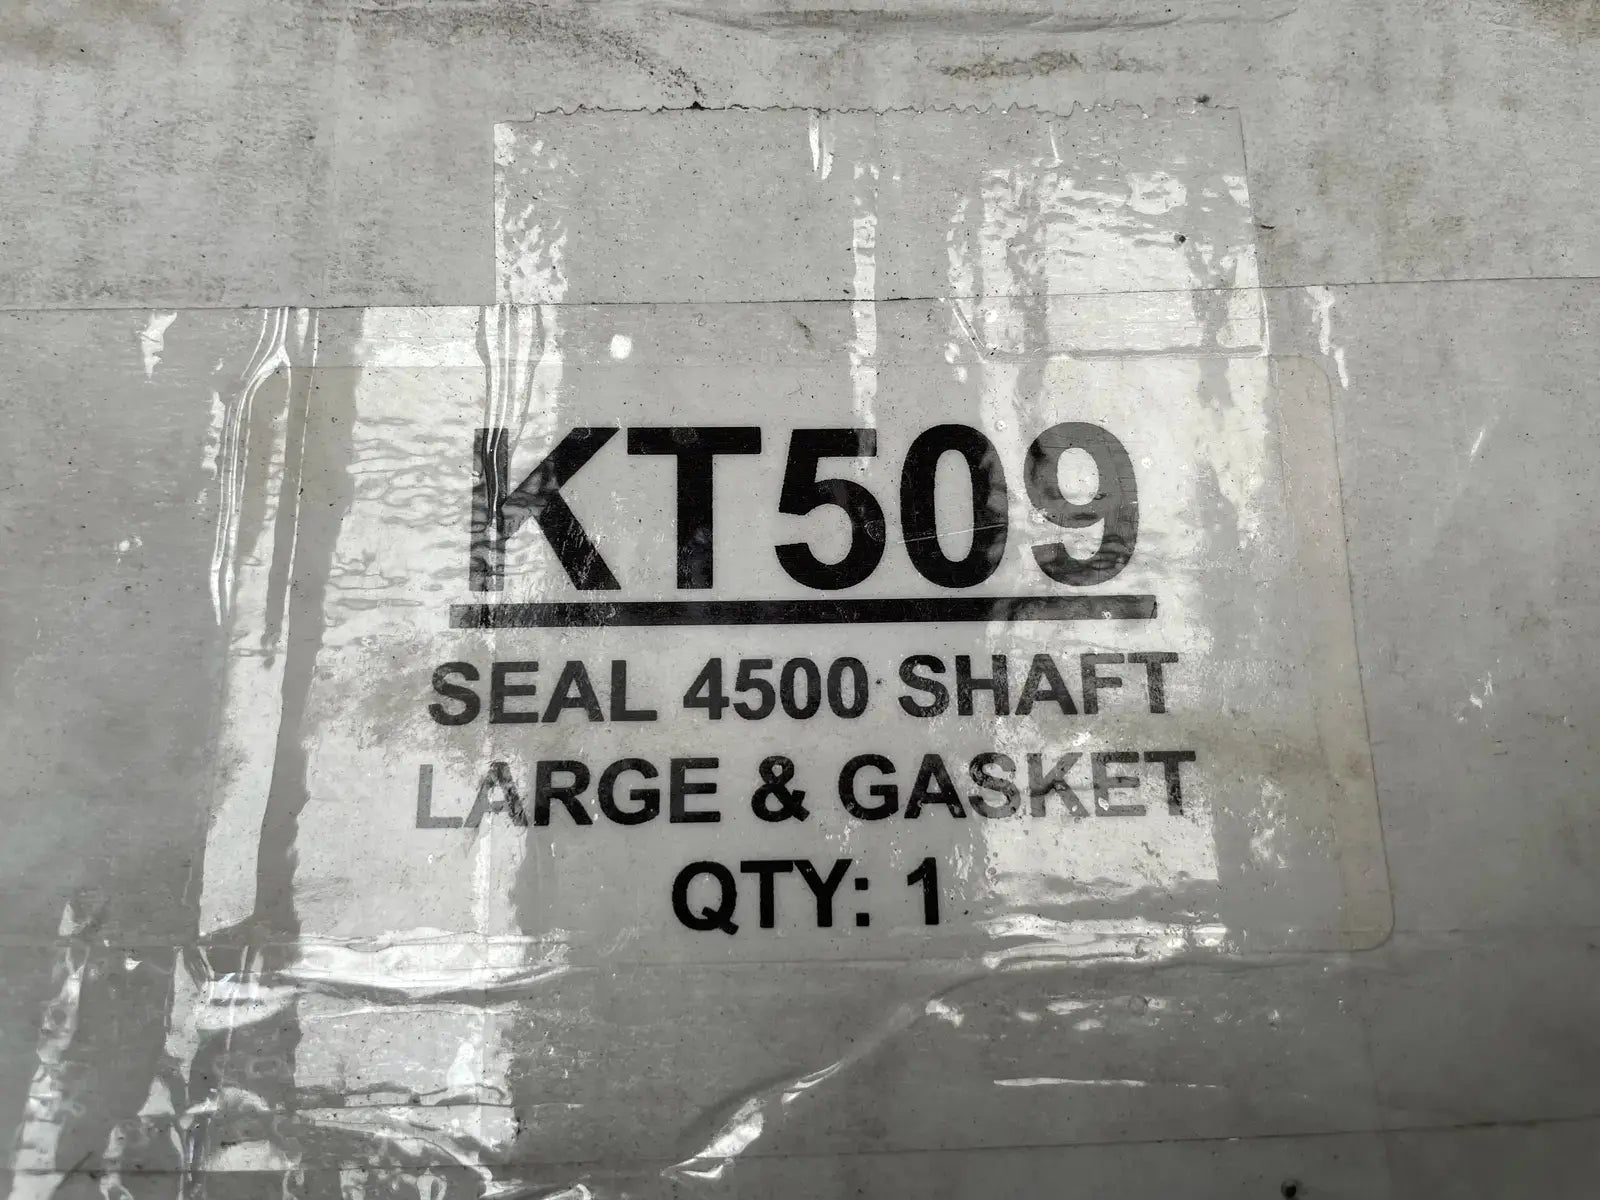 KT509
SEAL 4500 SHAFT
LARGE & GASKET
QTY: 1